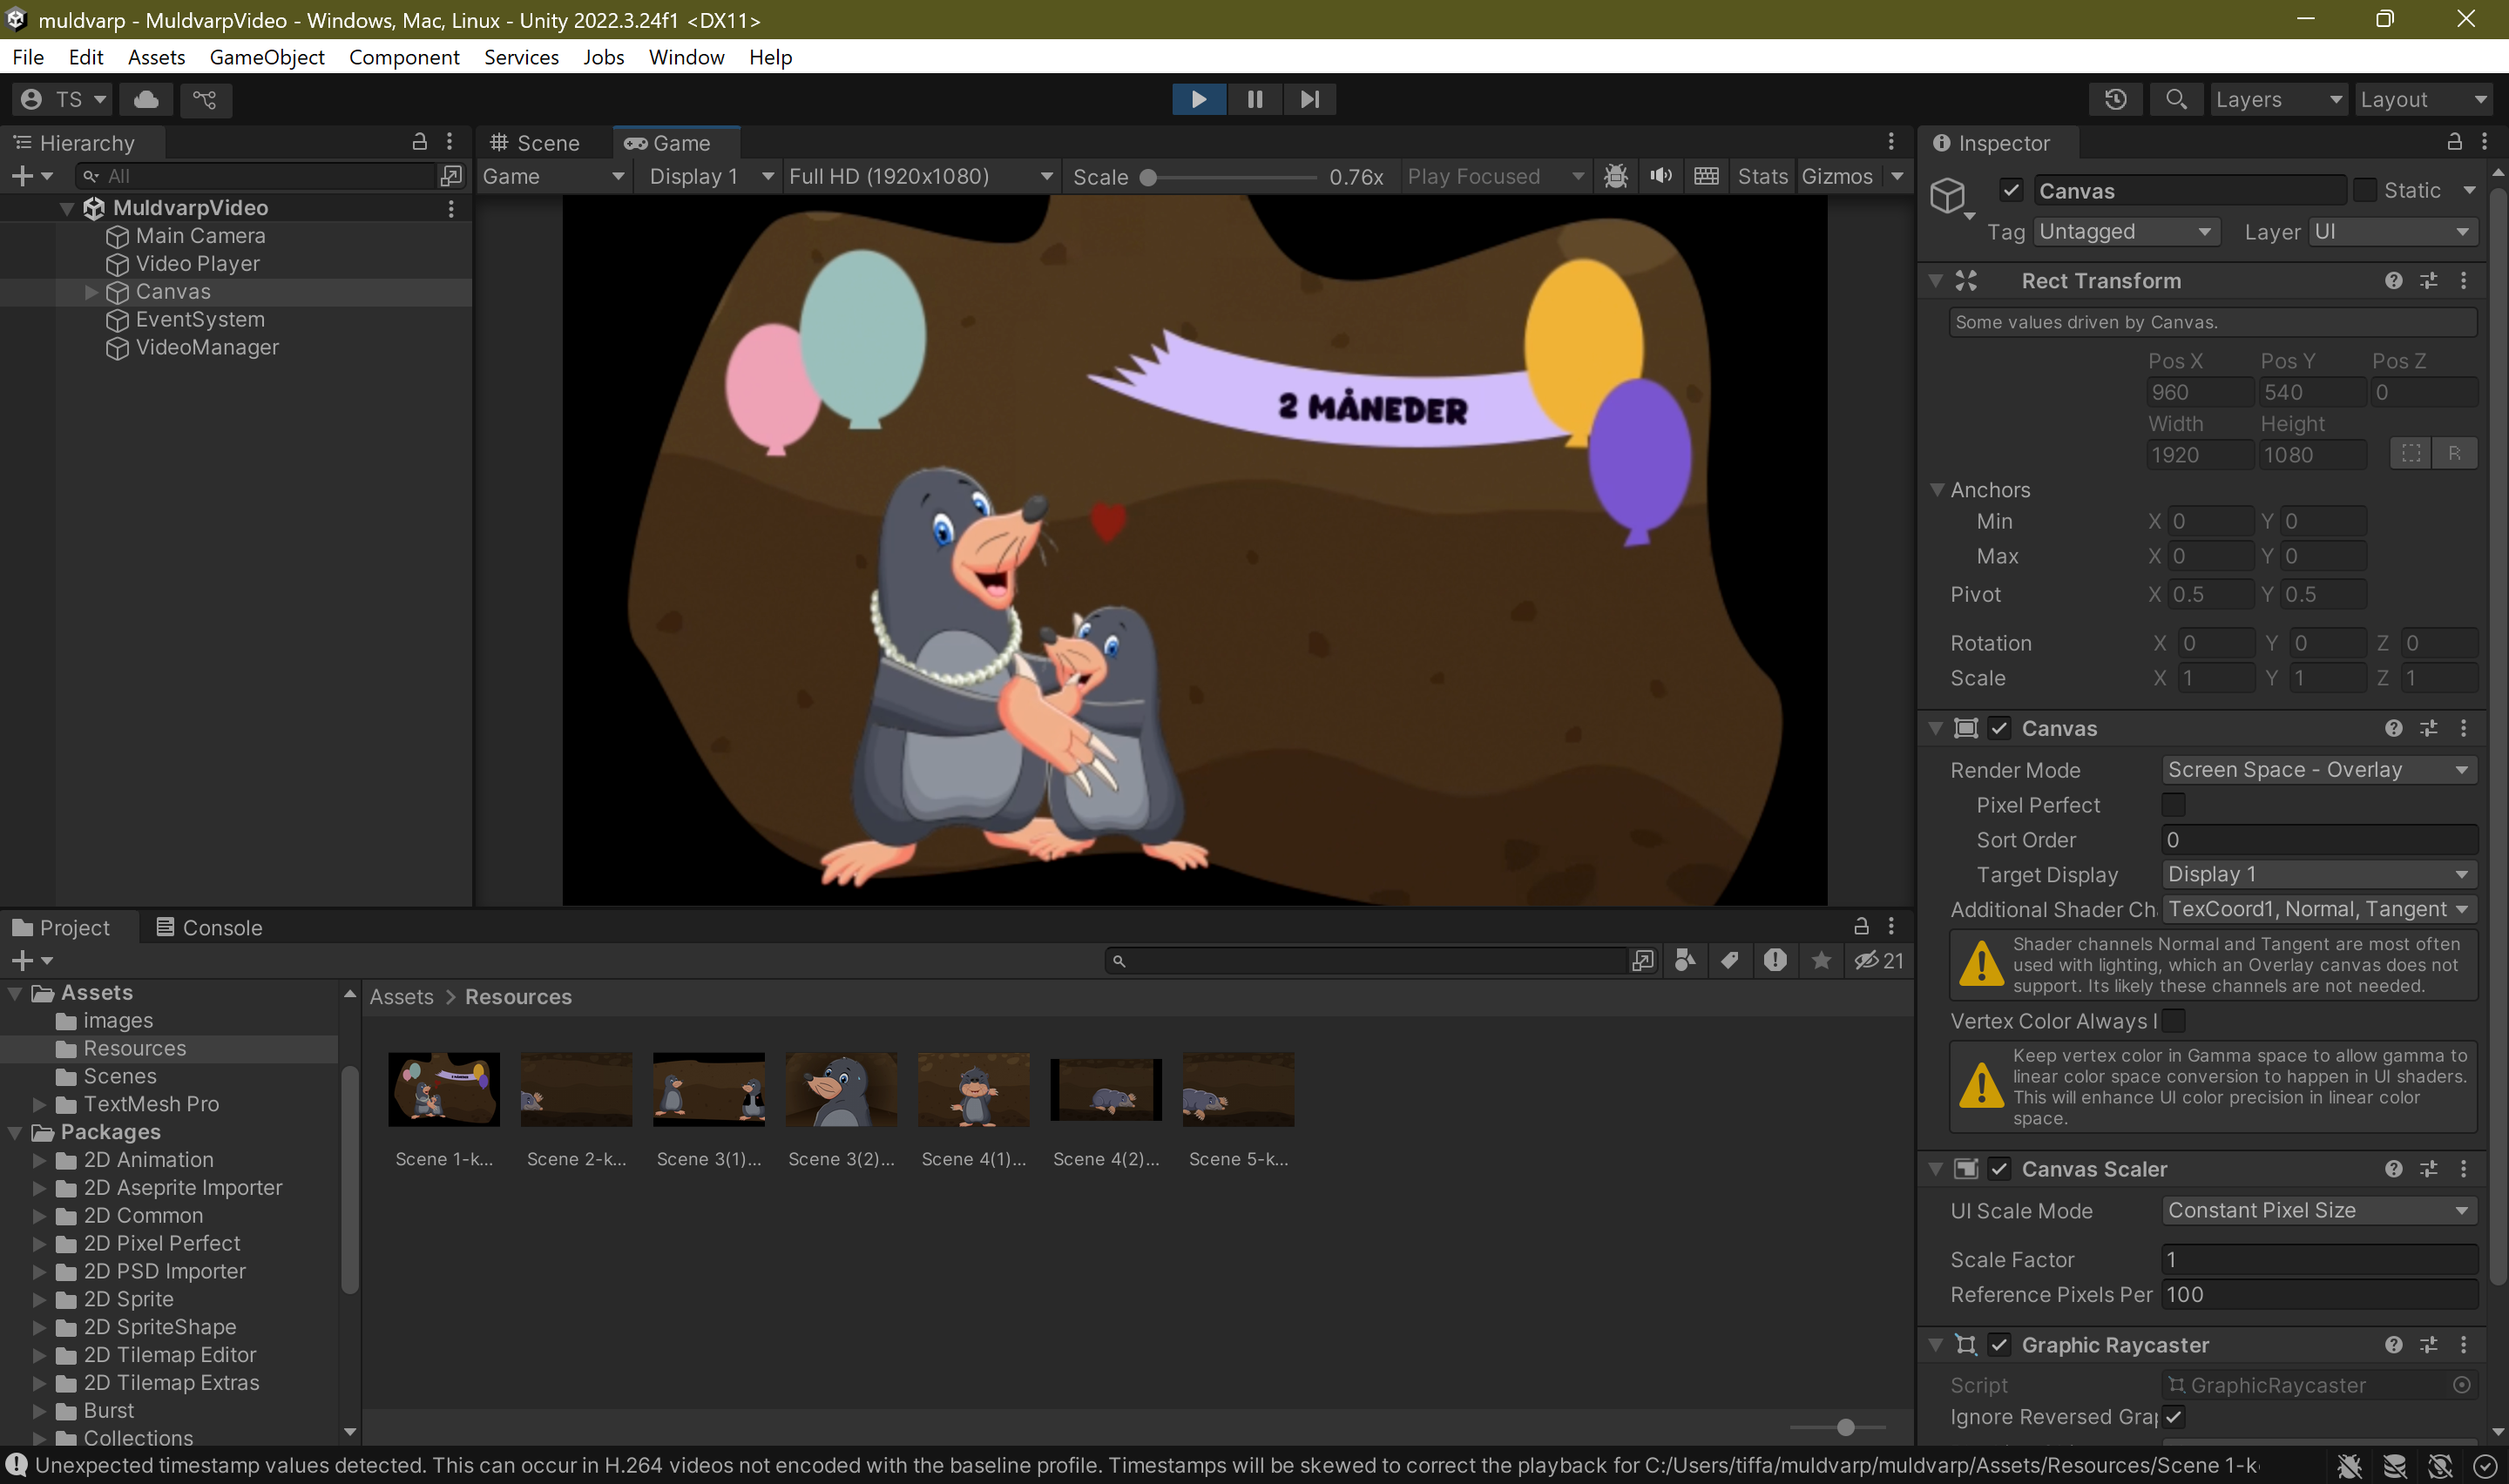 muldvarp - MuldvarpVideo - Windows, Mac, Linux - Unity 2022.3.24f1 <DX11>
File Edit Assets GameObject Component Services Jobs Window Help
TS
Layers
Layout
Hierarchy
All
MuldvarpVideo
Main Camera
Video Player
Canvas
EventSystem
VideoManager
Scene
Game
Game
Display 1
Full HD (1920x1080)
Scale
0.76x
Play Focused
Stats
Gizmos
2 MÅNEDER
Inspector
Canvas
Static
Tag
Untagged
Layer
UI
Rect Transform
Some values driven by Canvas.
Pos X Pos Y Pos Z
960 540 0
Width Height
1920 1080
R
Anchors
Min X 0 Y 0
Max X 0 Y 0
Pivot X 0.5 Y 0.5
Rotation X 0 Y 0 Z 0
Scale X 1 Y 1 Z 1
Canvas
Render Mode Screen Space - Overlay
Pixel Perfect
Sort Order 0
Target Display Display 1
Additional Shader Ch TexCoord1, Normal, Tangent
Shader channels Normal and Tangent are most often
used with lighting, which an Overlay canvas does not
support. Its likely these channels are not needed.
Vertex Color Always I
Keep vertex color in Gamma space to allow gamma to
linear color space conversion to happen in UI shaders.
This will enhance UI color precision in linear color
space.
Canvas Scaler
UI Scale Mode Constant Pixel Size
Scale Factor 1
Reference Pixels Per 100
Graphic Raycaster
Script GraphicRaycaster
Ignore Reversed Gra
Project
Console
21
Assets
images
Resources
Scenes
TextMesh Pro
Packages
2D Animation
2D Aseprite Importer
2D Common
2D Pixel Perfect
2D PSD Importer
2D Sprite
2D SpriteShape
2D Tilemap Editor
2D Tilemap Extras
Burst
Collections
Assets > Resources
Scene 1-k...
Scene 2-k...
Scene 3(1)...
Scene 3(2)...
Scene 4(1)...
Scene 4(2)...
Scene 5-k...
Unexpected timestamp values detected. This can occur in H.264 videos not encoded with the baseline profile. Timestamps will be skewed to correct the playback for C:/Users/tiffa/muldvarp/muldvarp/Assets/Resources/Scene 1-k